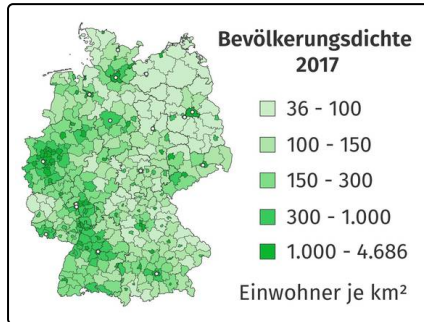 Bevölkerungsdichte
2017
36 - 100
100 - 150
150 - 300
300 - 1.000
1.000 - 4.686
Einwohner je km²